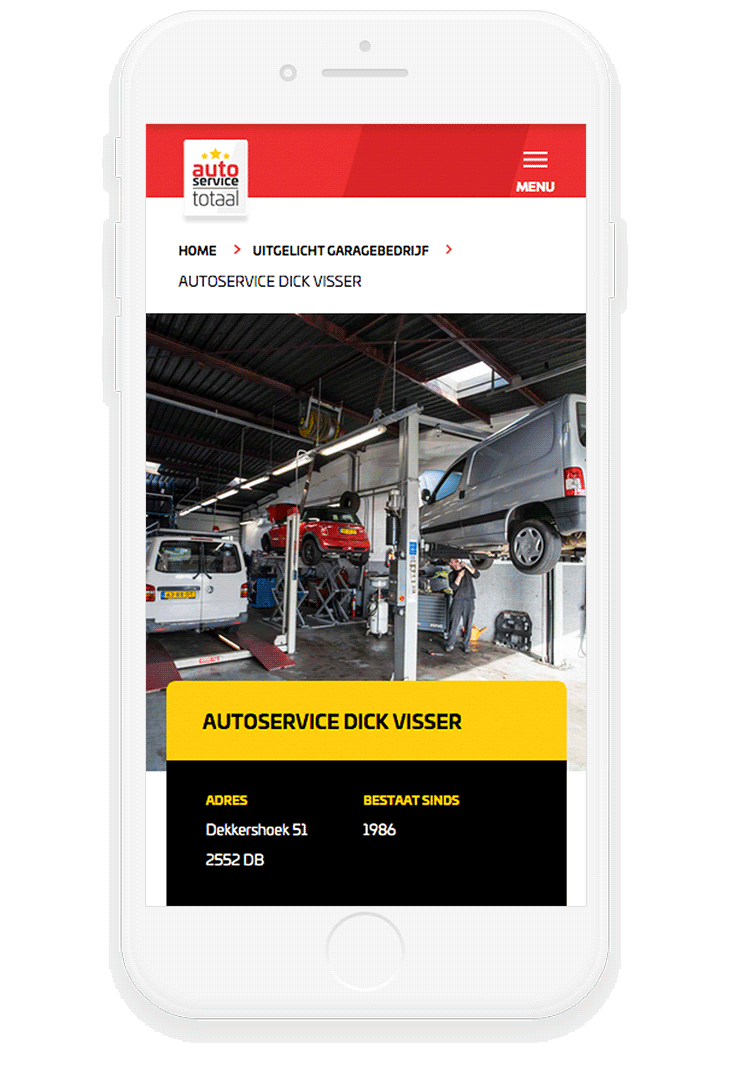 auto
service
totaal
MENU
HOME > UITGELICHT GARAGEBEDRIJF >
AUTOSERVICE DICK VISSER
AUTOSERVICE DICK VISSER
ADRES BESTAAT SINDS
Dekkershoek 51 1986
2552 DB